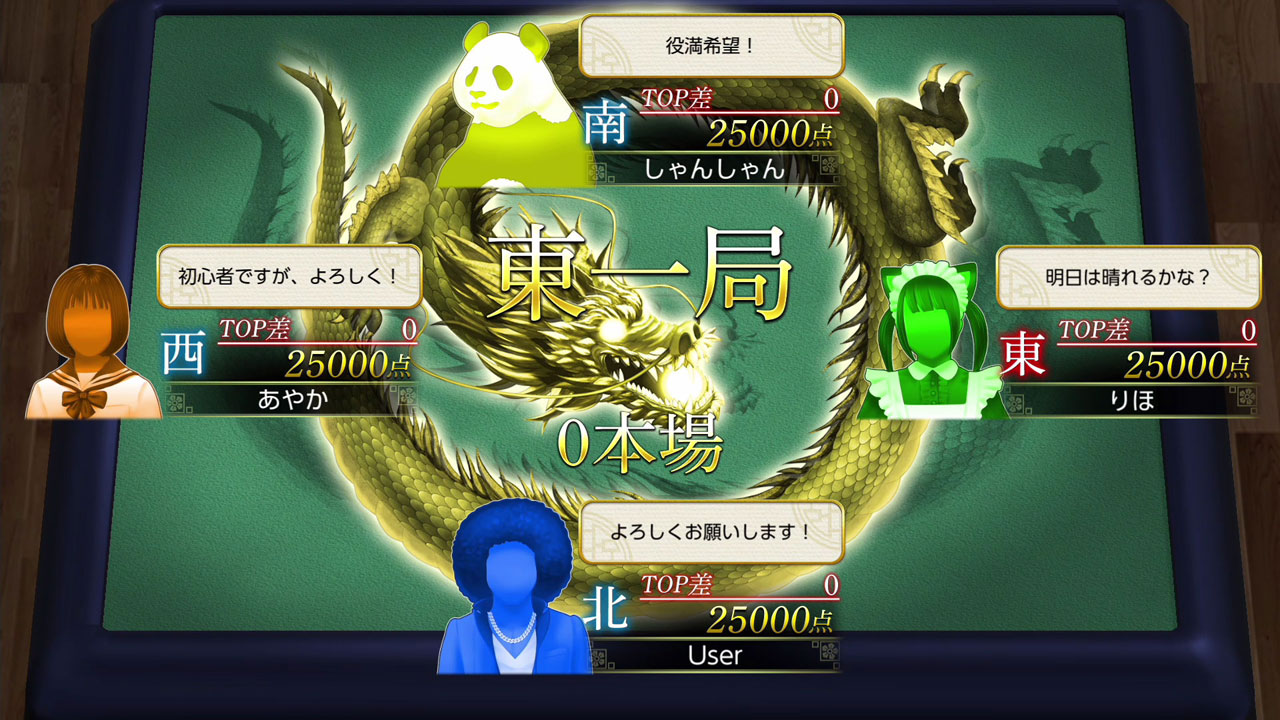 役満希望！
南
TOP差 0
25000点
しゃんしゃん
初心者ですが、よろしく！
西
TOP差 0
25000点
あやか
東一局
0本場
明日は晴れるかな？
東
TOP差 0
25000点
りほ
よろしくお願いします！
北
TOP差 0
25000点
User